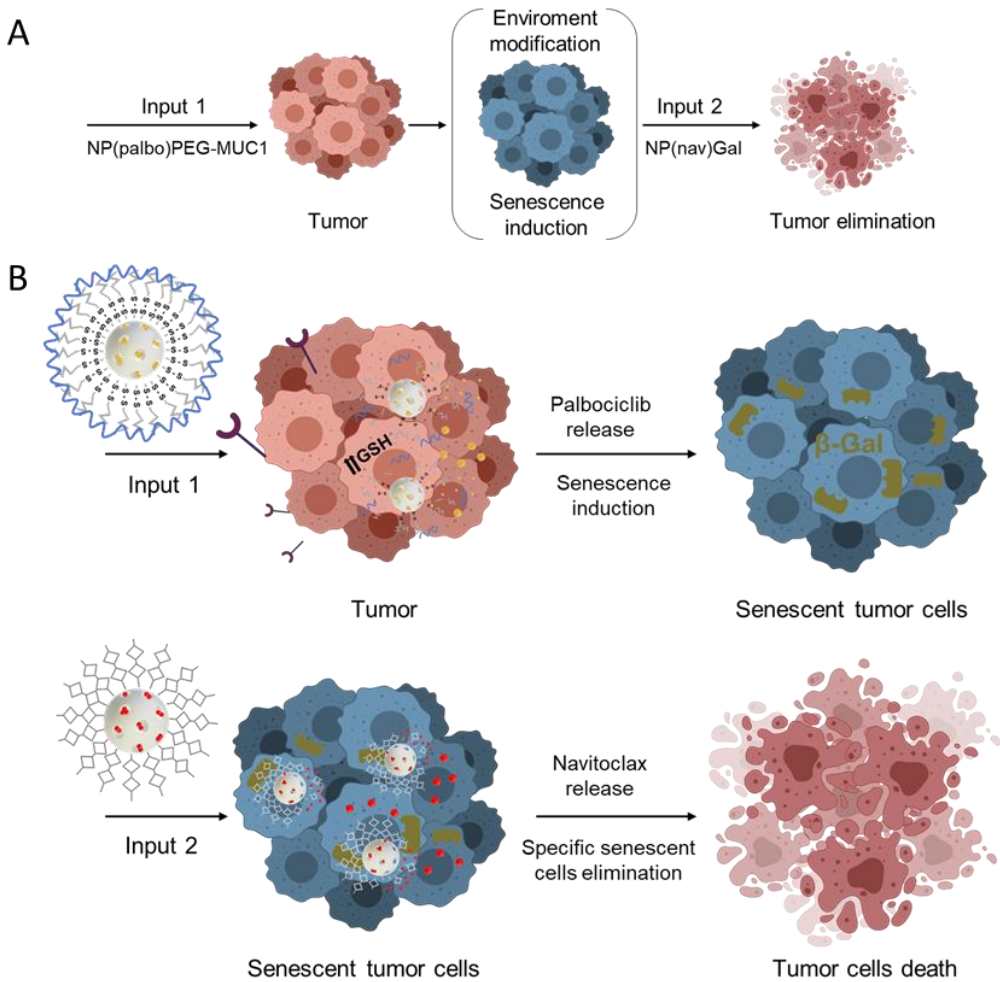 A
Input 1
NP(palbo)PEG-MUC1
Tumor
Enviroment
modification
Senescence
induction
Input 2
NP(nav)Gal
Tumor elimination
B
S S S S S S S S S S S S
Input 1
⇈GSH
Tumor
Palbociclib
release
Senescence
induction
β-Gal
Senescent tumor cells
Input 2
Senescent tumor cells
Navitoclax
release
Specific senescent
cells elimination
Tumor cells death